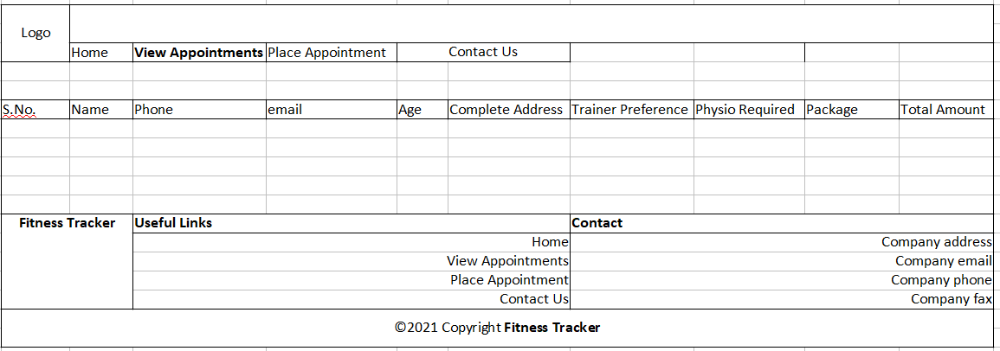 Logo
Home View Appointments Place Appointment Contact Us
S.No. Name Phone email Age Complete Address Trainer Preference Physio Required Package Total Amount
Fitness Tracker Useful Links Contact
Home Company address
View Appointments Company email
Place Appointment Company phone
Contact Us Company fax
©2021 Copyright Fitness Tracker